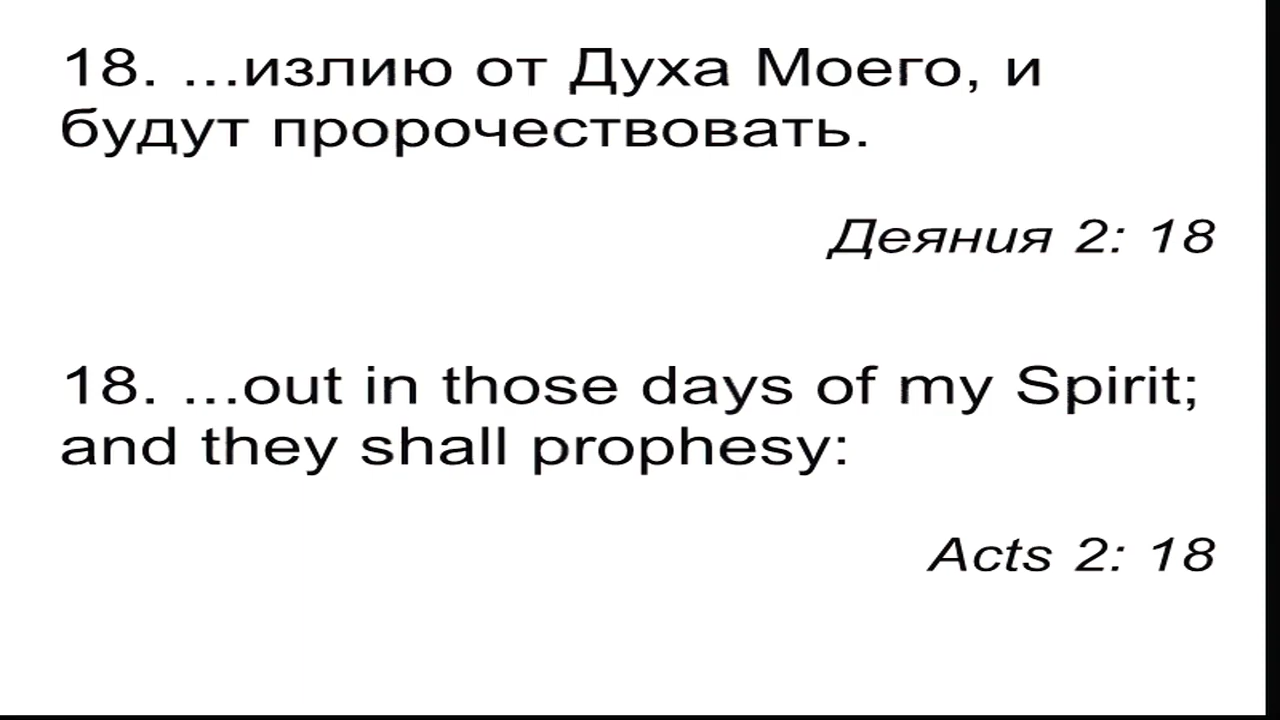 18. ...излию от Духа Моего, и
будут пророчествовать.
Деяния 2: 18
18. ...out in those days of my Spirit;
and they shall prophesy:
Acts 2: 18